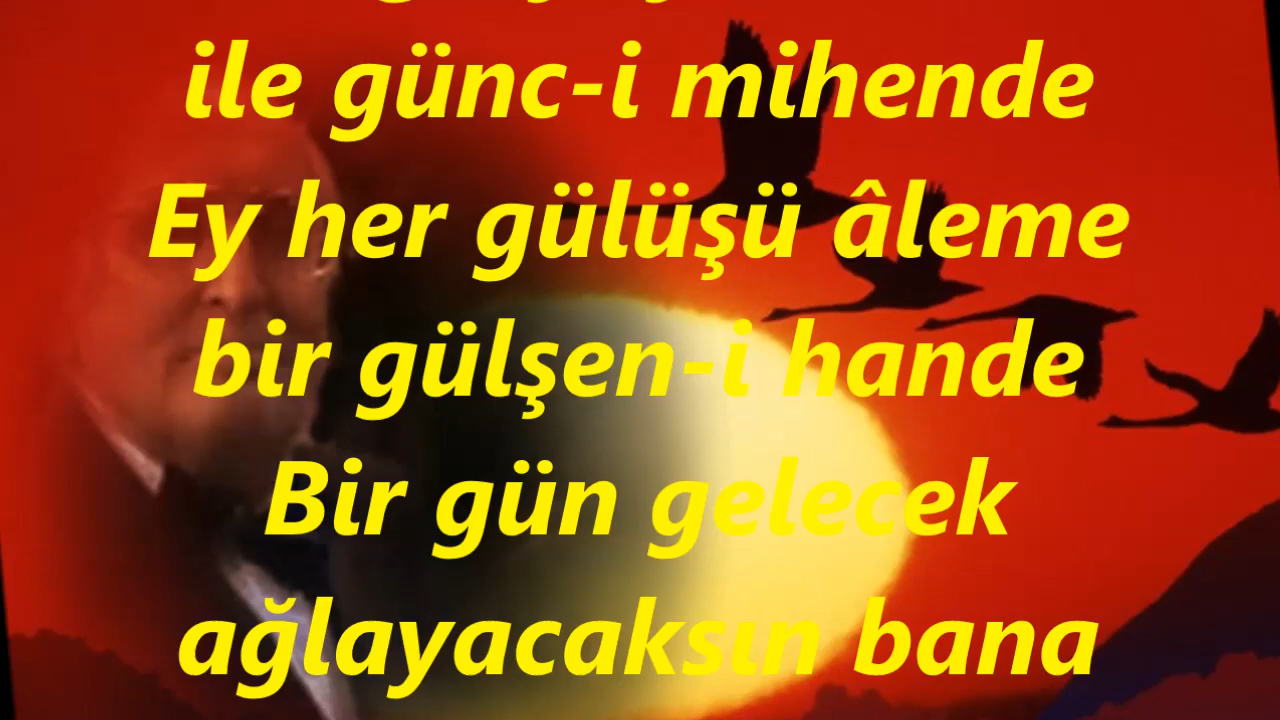 ile günc-i mihende
Ey her gülüşü âleme
bir gülşen-i hande
Bir gün gelecek
ağlayacaksın bana